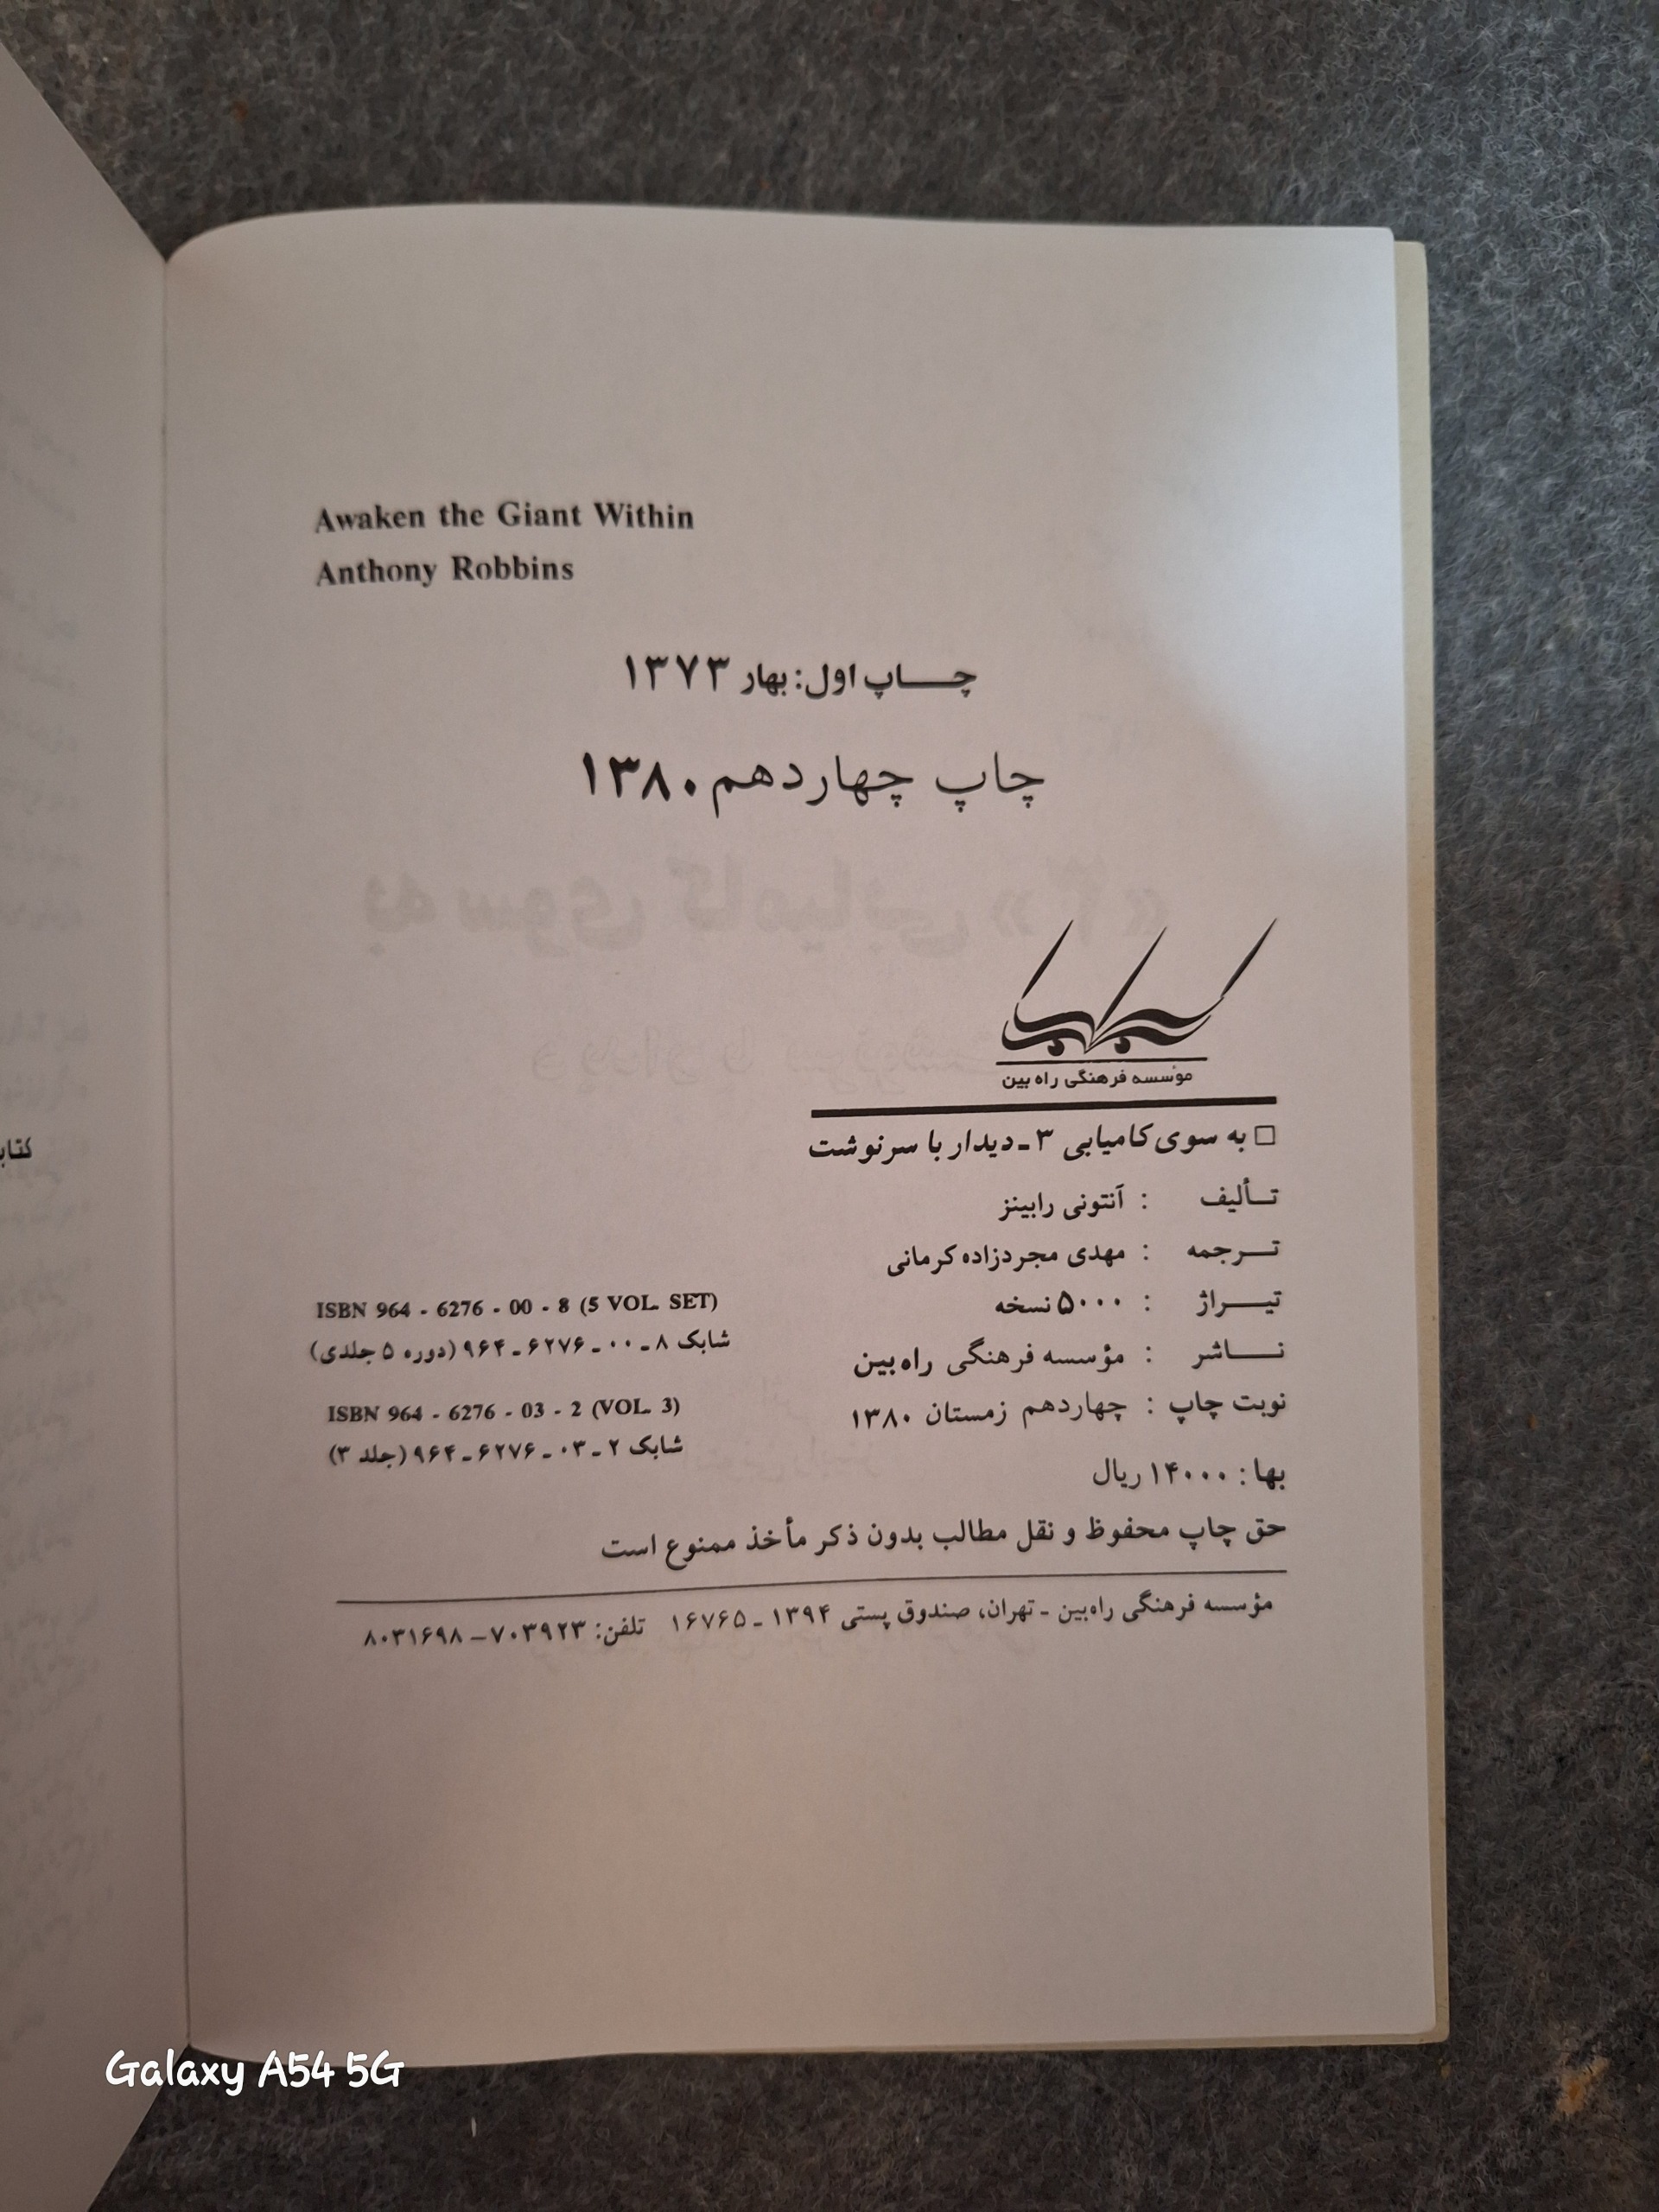 Awaken the Giant Within
Anthony Robbins
چاپ اول: بهار ۱۳۷۳
چاپ چهاردهم ۱۳۸۰
مؤسسه فرهنگی راه بین
□ به سوی کامیابی ۳ ـ دیدار با سرنوشت
تألیف : آنتونی رابینز
ترجمه : مهدی مجردزاده کرمانی
تیراژ : ۵۰۰۰ نسخه
ناشر : مؤسسه فرهنگی راه‌بین
نوبت چاپ : چهاردهم زمستان ۱۳۸۰
بها : ۱۴۰۰۰ ریال
ISBN 964 - 6276 - 00 - 8 (5 VOL. SET)
شابک ۸ ـ ۰۰ ـ ۶۲۷۶ ـ ۹۶۴ (دوره ۵ جلدی)
ISBN 964 - 6276 - 03 - 2 (VOL. 3)
شابک ۲ ـ ۰۳ ـ ۶۲۷۶ ـ ۹۶۴ (جلد ۳)
حق چاپ محفوظ و نقل مطالب بدون ذکر مأخذ ممنوع است
مؤسسه فرهنگی راه‌بین ـ تهران، صندوق پستی ۱۳۹۴ ـ ۱۶۷۶۵ تلفن: ۷۰۳۹۲۳ – ۸۰۳۱۶۹۸
Galaxy A54 5G